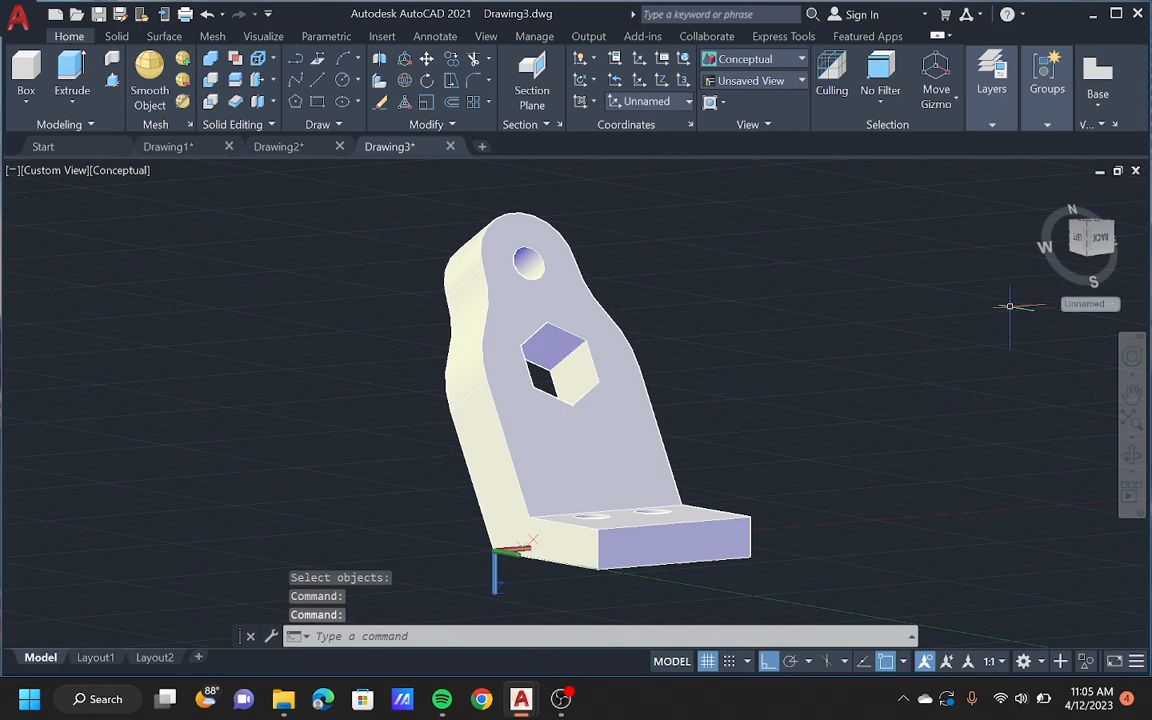 Autodesk AutoCAD 2021 Drawing3.dwg
Type a keyword or phrase
Sign In
Home Solid Surface Mesh Visualize Parametric Insert Annotate View Manage Output Add-ins Collaborate Express Tools Featured Apps
Box
Extrude
Smooth
Object
Section
Plane
Conceptual
Unsaved View
Unnamed
Culling
No Filter
Move
Gizmo
Layers
Groups
Base
Modeling Mesh Solid Editing Draw Modify Section Coordinates View Selection V...
Start Drawing1* Drawing2* Drawing3*
[−][Custom View][Conceptual]
N
W
S
LEFT BACK
Unnamed
X
Z
Select objects:
Command:
Command:
Type a command
Model Layout1 Layout2
MODEL 1:1
Search 88° 11:05 AM
4/12/2023 4